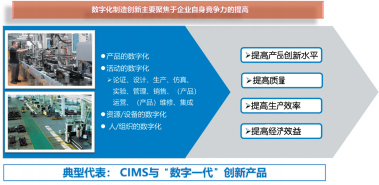 数字化制造创新主要聚焦于企业自身竞争力的提高
●产品的数字化
●活动的数字化
➢论证、设计、生产、仿真、
实验、管理、销售、（产品）
运营、（产品）维修、集成
●资源/设备的数字化
● 人/组织的数字化
➢提高产品创新水平
➢提高质量
➢提高生产效率
➢提高经济效益
典型代表： CIMS与“数字一代”创新产品